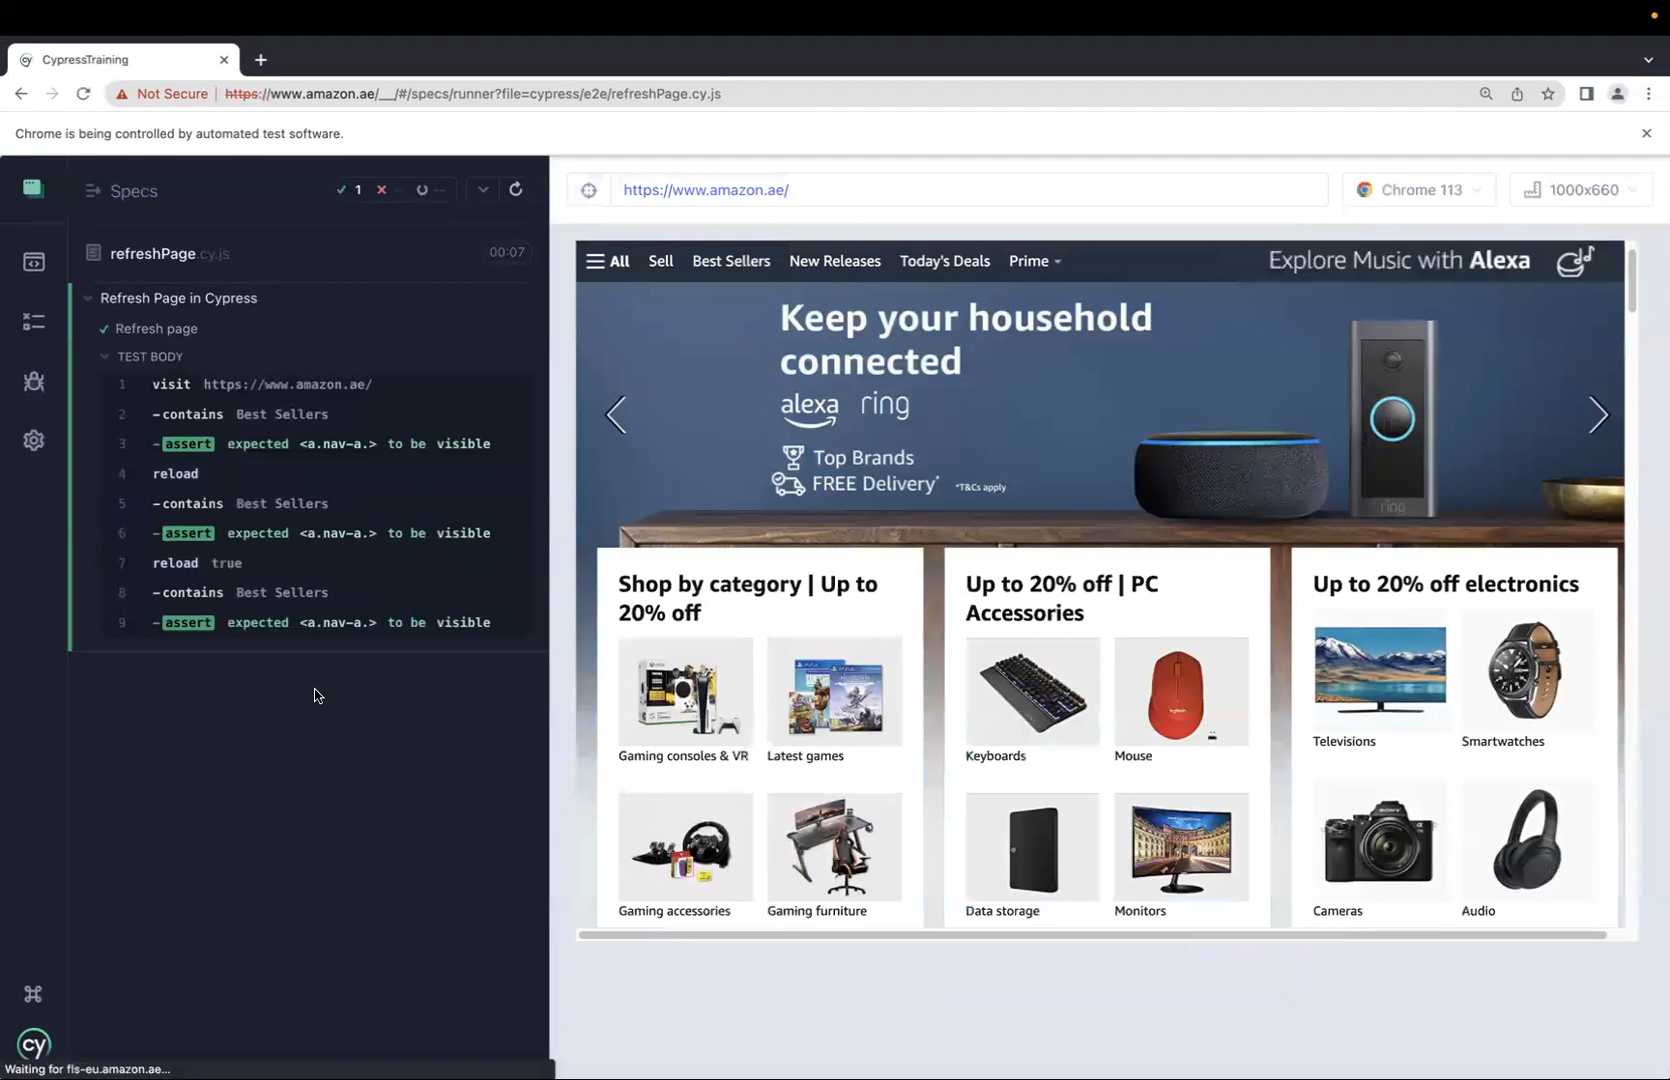 CypressTraining
Not Secure https://www.amazon.ae/__/#/specs/runner?file=cypress/e2e/refreshPage.cy.js
Chrome is being controlled by automated test software.
Specs
1
--
--
https://www.amazon.ae/
Chrome 113
1000x660
refreshPage.cy.js
00:07
Refresh Page in Cypress
Refresh page
TEST BODY
1 visit https://www.amazon.ae/
2 -contains Best Sellers
3 -assert expected <a.nav-a.> to be visible
4 reload
5 -contains Best Sellers
6 -assert expected <a.nav-a.> to be visible
7 reload true
8 -contains Best Sellers
9 -assert expected <a.nav-a.> to be visible
cy
Waiting for fls-eu.amazon.ae...
All Sell Best Sellers New Releases Today's Deals Prime
Explore Music with Alexa
Keep your household
connected
alexa ring
Top Brands
FREE Delivery* *T&Cs apply
ring
Shop by category | Up to
20% off
Gaming consoles & VR
Latest games
Gaming accessories
Gaming furniture
Up to 20% off | PC
Accessories
Keyboards
Mouse
Data storage
Monitors
Up to 20% off electronics
Televisions
Smartwatches
SONY
Cameras
Audio